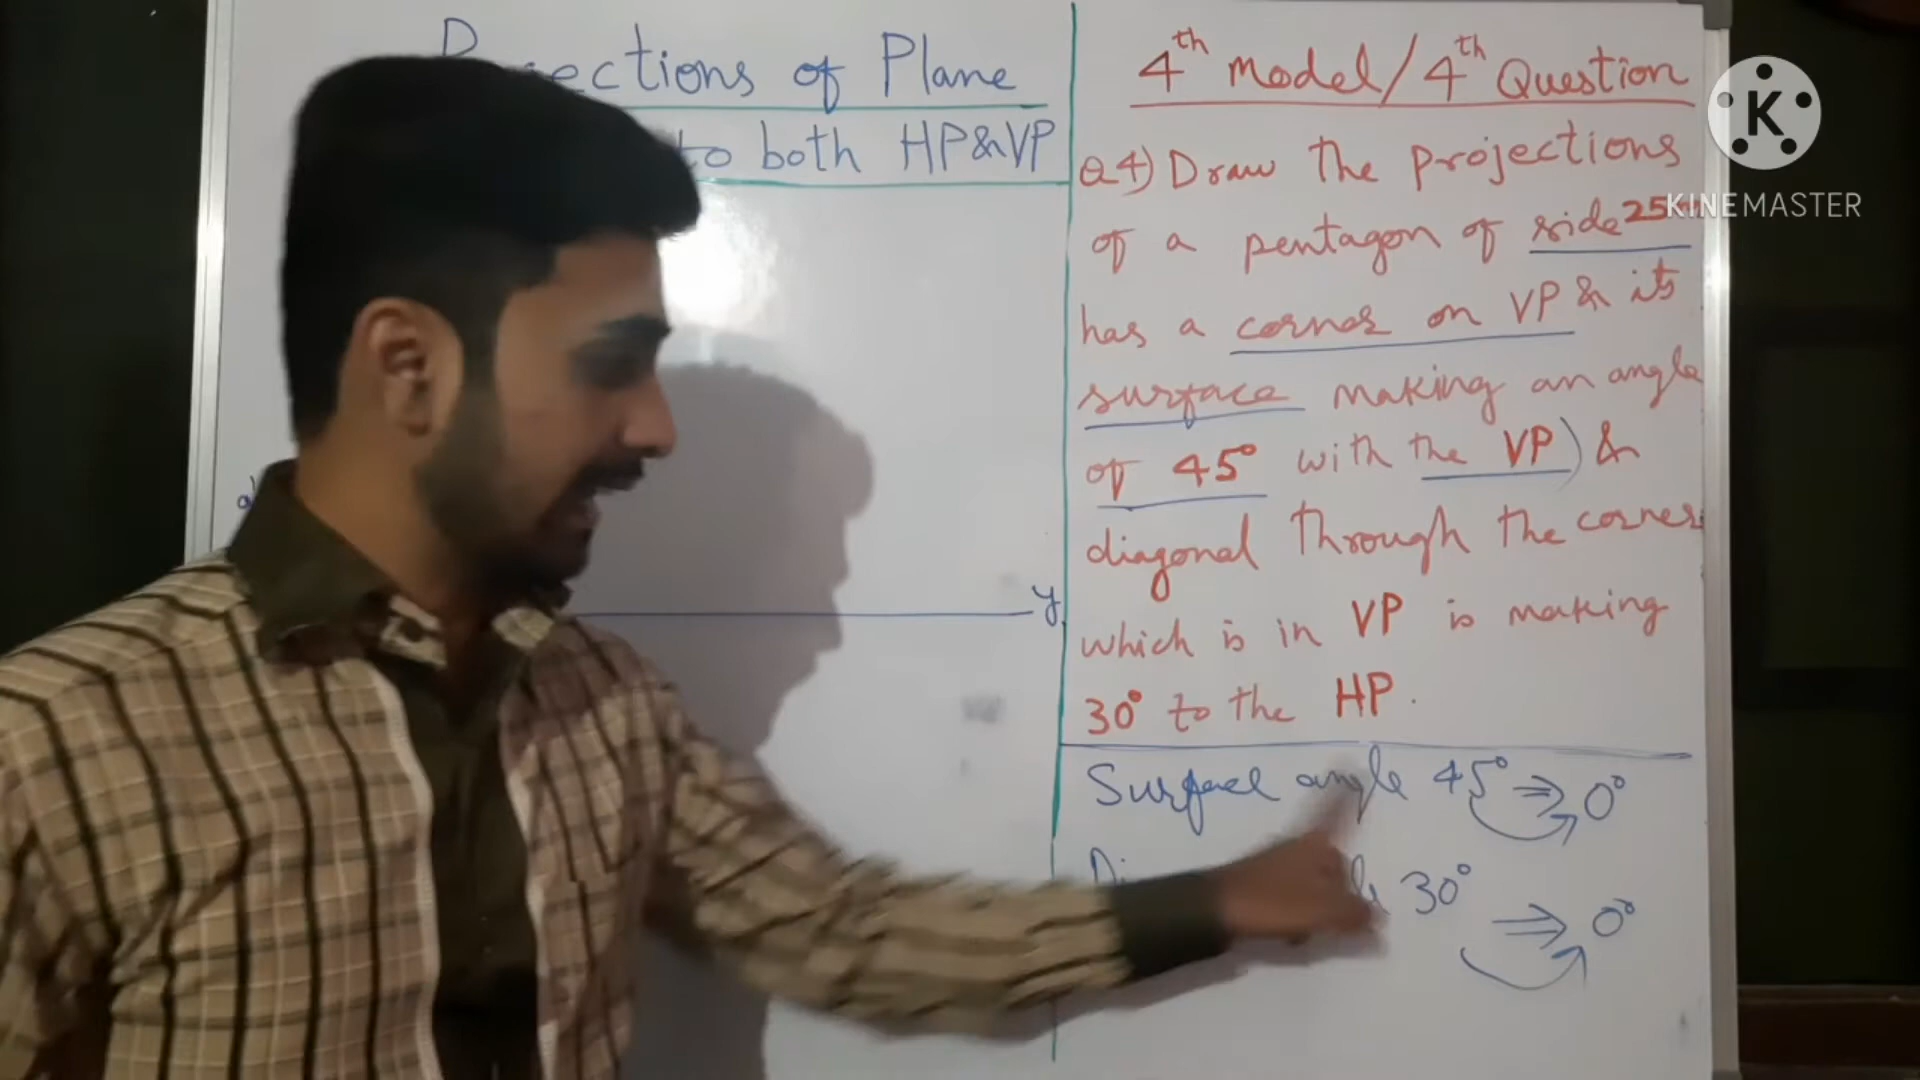 of Plane
to both HP&VP
y
4th Model/4th Question
Q4) Draw the projections
of a pentagon of side 25
has a corner on VP & its
surface making an angle
of 45° with the VP) &
diagonal through the corner
which is in VP is making
30° to the HP.
Surface angle 45° ⇒ 0°
30° ⇒ 0°
K
KINEMASTER